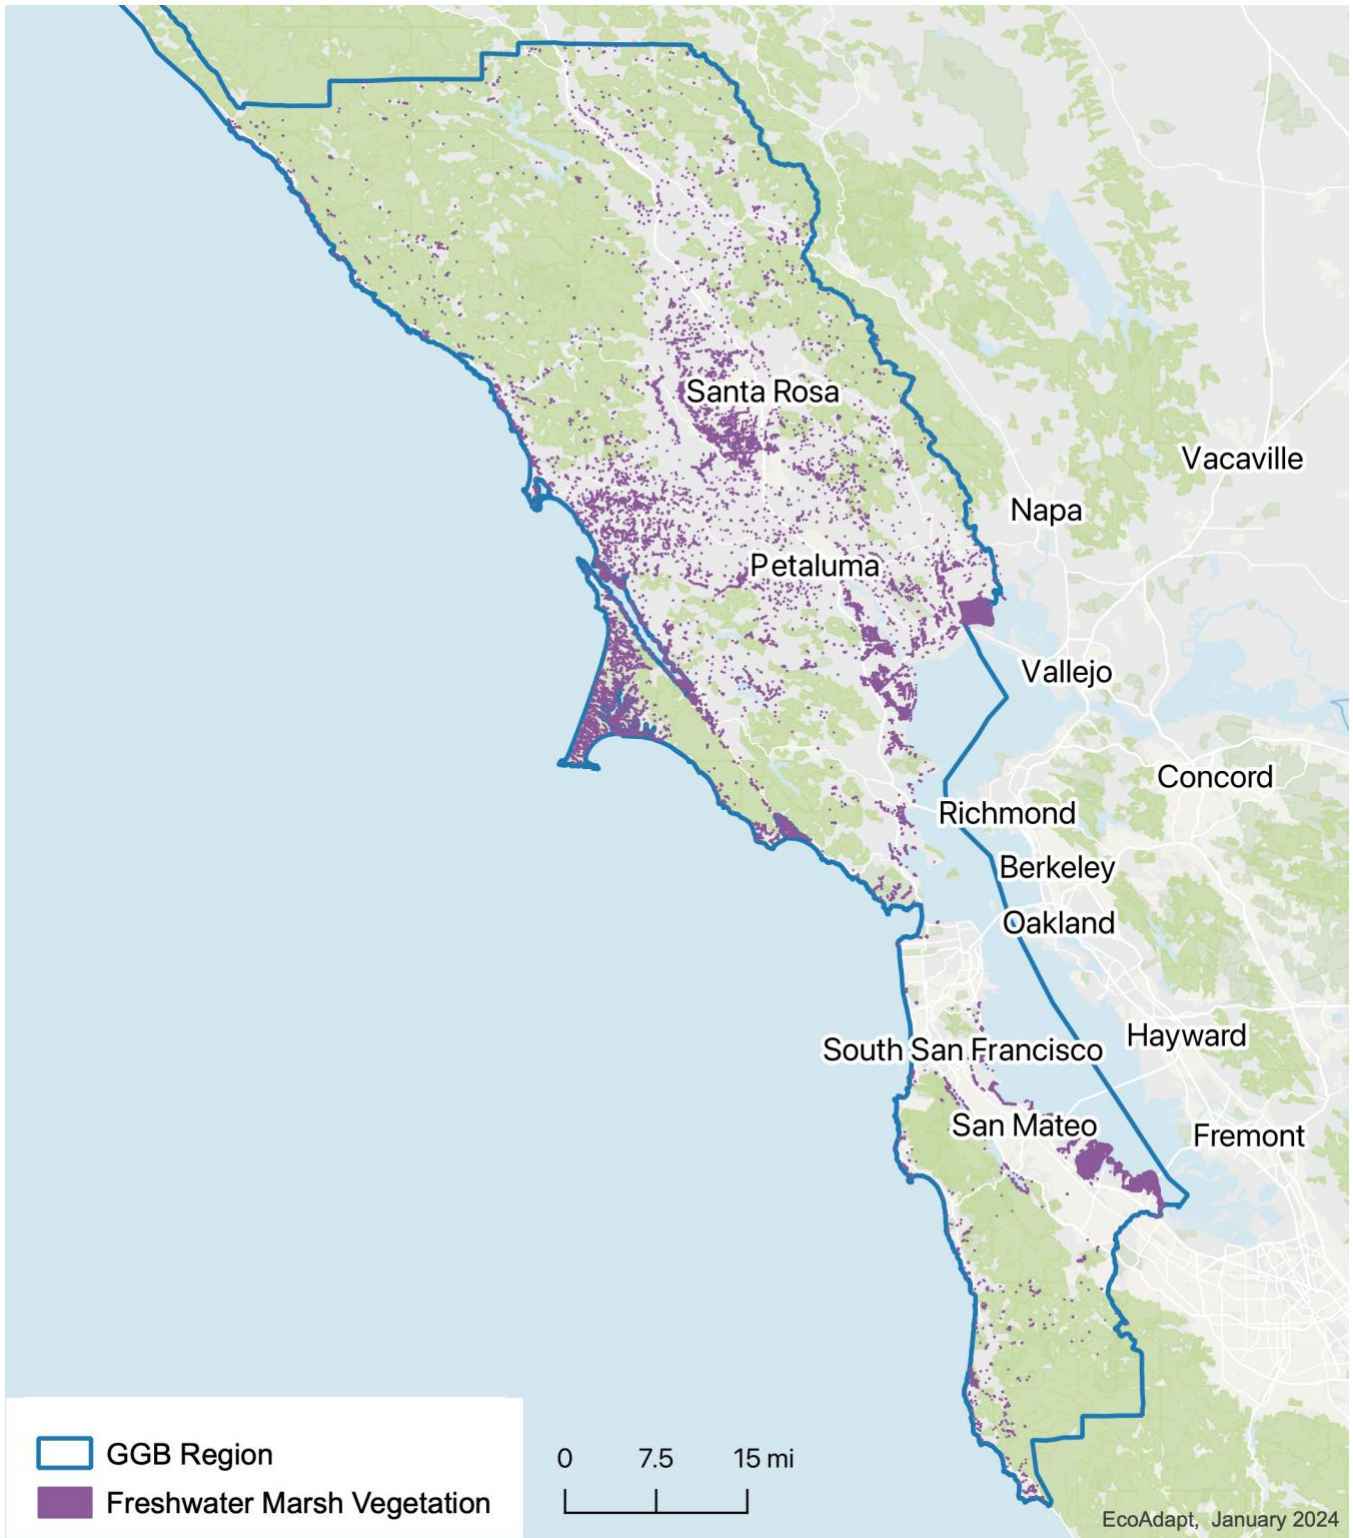 Santa Rosa
Vacaville
Napa
Petaluma
Vallejo
Concord
Richmond
Berkeley
Oakland
Hayward
South San Francisco
San Mateo
Fremont
GGB Region
Freshwater Marsh Vegetation
0 7.5 15 mi
EcoAdapt, January 2024